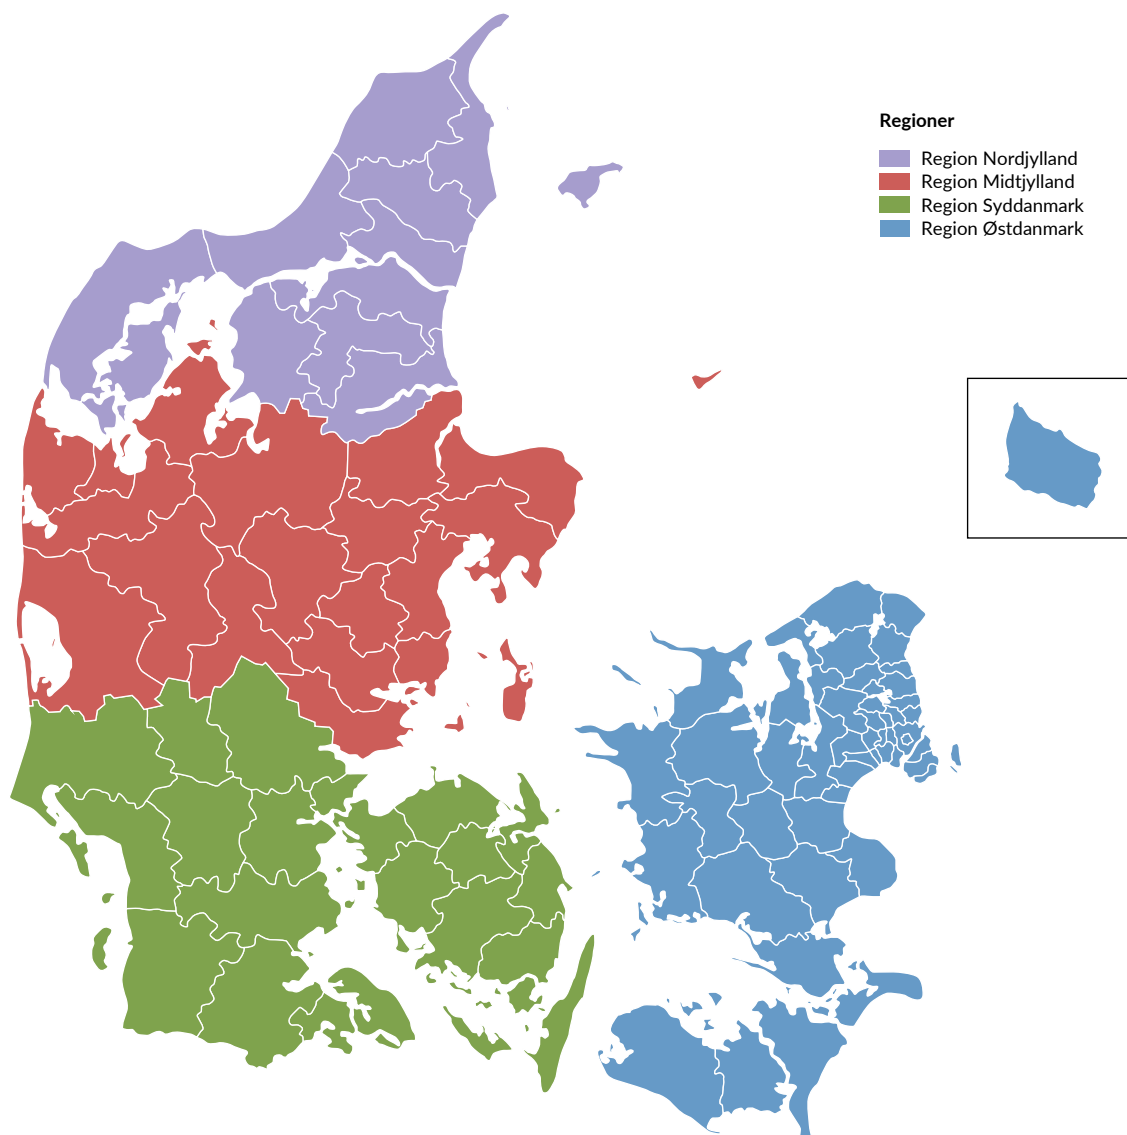 Regioner
Region Nordjylland
Region Midtjylland
Region Syddanmark
Region Østdanmark